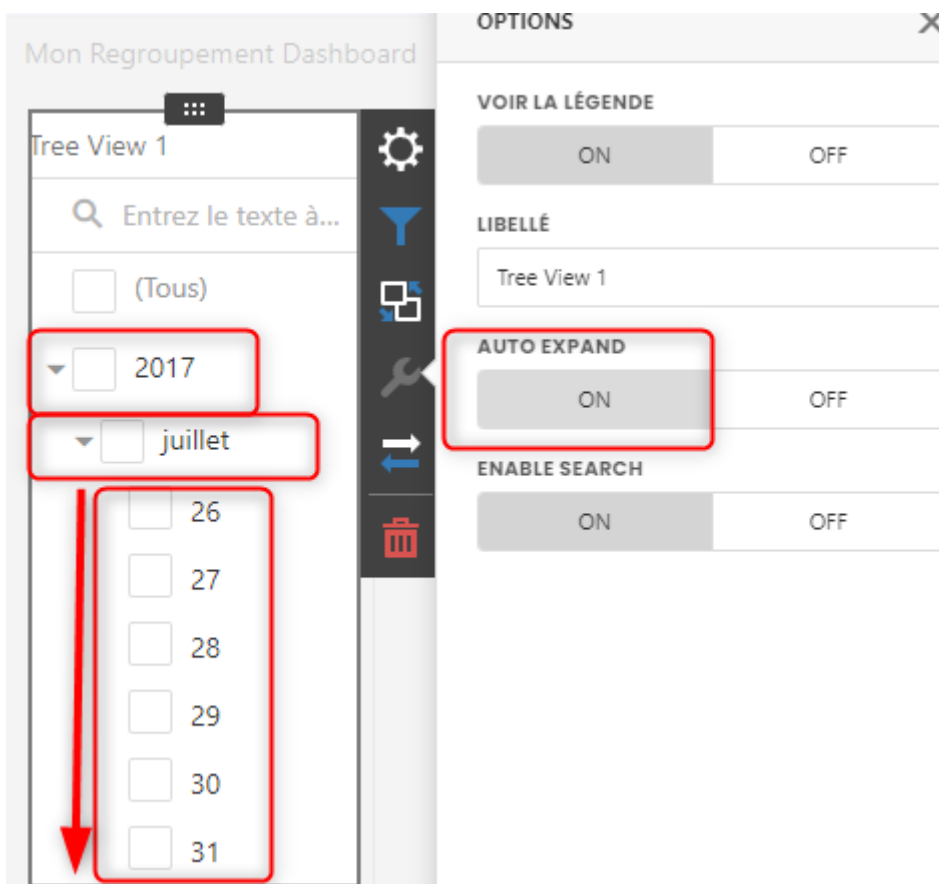 Mon Regroupement Dashboard
Tree View 1
Entrez le texte à...
(Tous)
2017
juillet
26
27
28
29
30
31
OPTIONS
VOIR LA LÉGENDE
ON OFF
LIBELLÉ
Tree View 1
AUTO EXPAND
ON OFF
ENABLE SEARCH
ON OFF